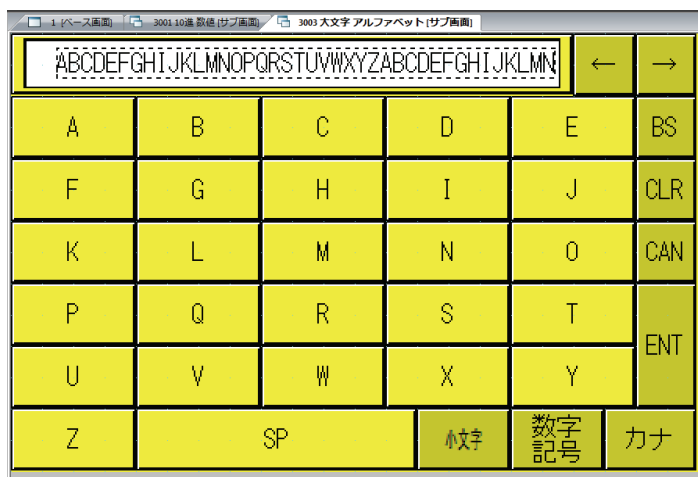 1 [ベース画面] 3001 10進 数値 [サブ画面] 3003 大文字 アルファベット [サブ画面]
ABCDEFGHIJKLMNOPQRSTUVWXYZABCDEFGHIJKLMN ← →
A B C D E BS
F G H I J CLR
K L M N O CAN
P Q R S T
ENT
U V W X Y
Z SP 小文字 数字 カナ
記号